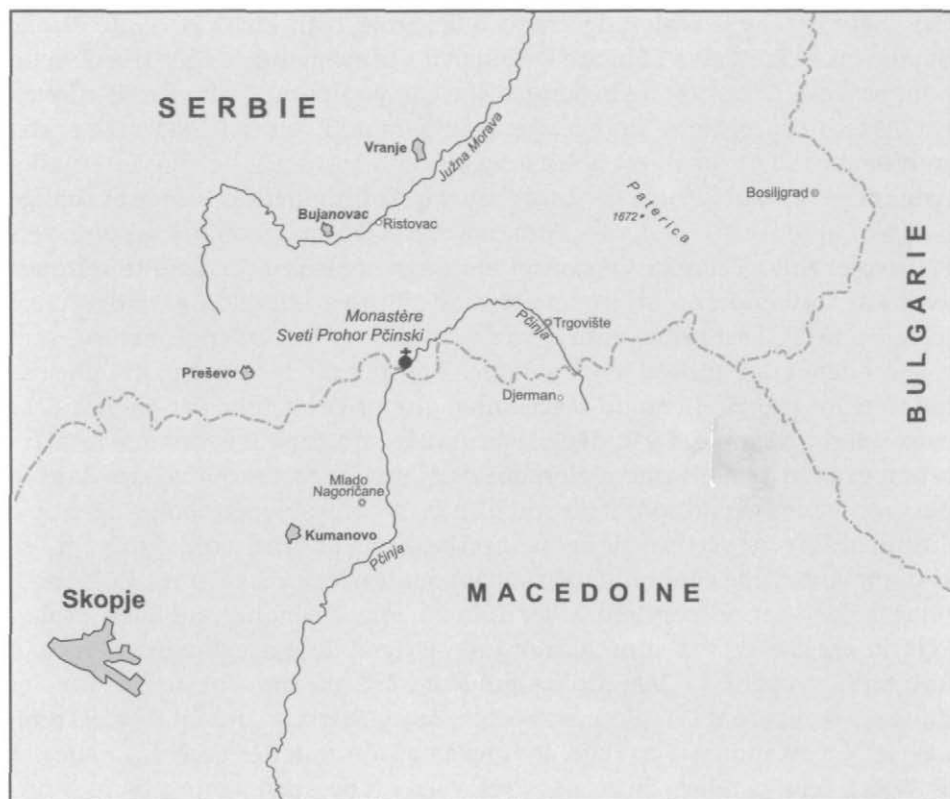 SERBIE
Vranje
Južna Morava
Bujanovac
Ristovac
Paterica
1672
Bosiligrad
BULGARIE
Monastère
Sveti Prohor Pčinski
Pčinja
Trgovište
Preševo
Djerman
Mlado
Nagoričane
Kumanovo
Pčinja
MACEDOINE
Skopje